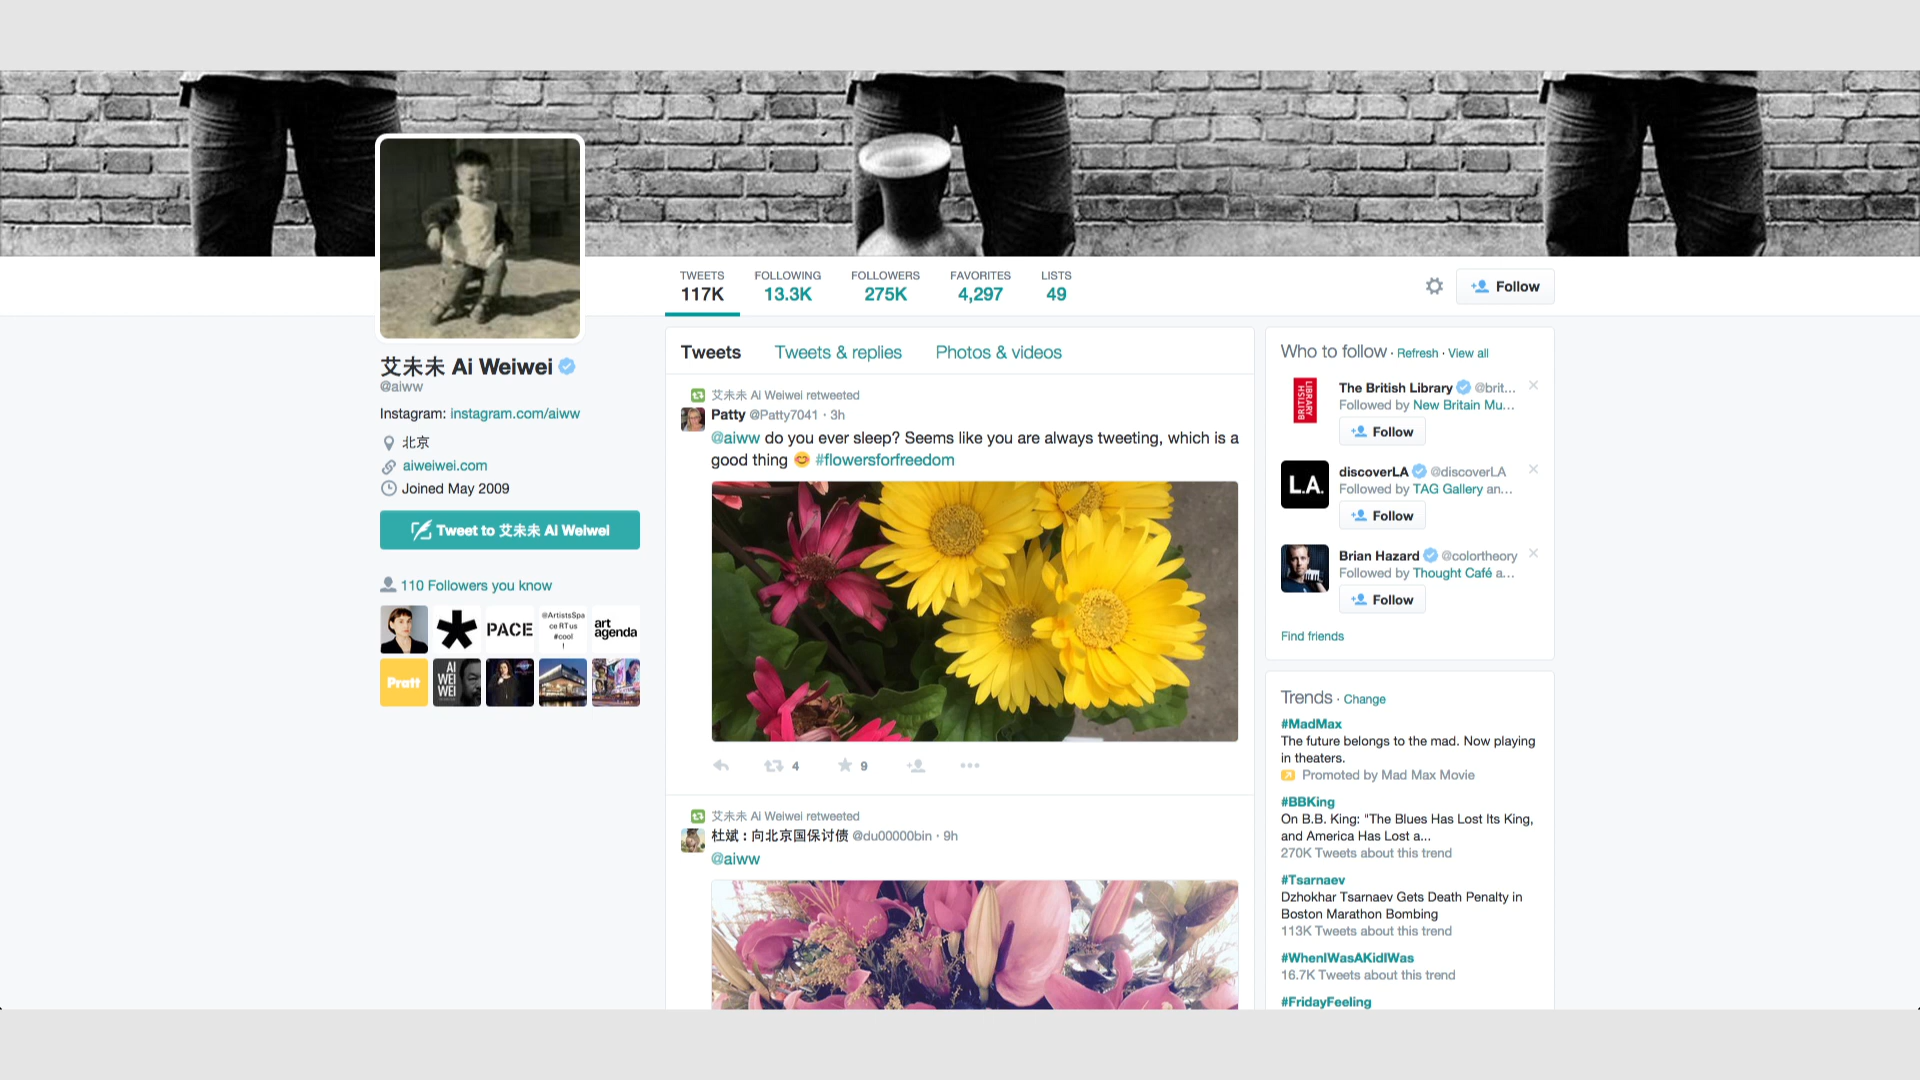 TWEETS
117K
FOLLOWING
13.3K
FOLLOWERS
275K
FAVORITES
4,297
LISTS
49
Follow
艾未未 Ai Weiwei
@aiww
Instagram: instagram.com/aiww
北京
aiweiwei.com
Joined May 2009
Tweet to 艾未未 Ai Weiwei
110 Followers you know
PACE
@ArtistsSpa
ce RT us
#cool
!
art
agenda
Pratt
AI
WEI
WEI
Tweets
Tweets & replies
Photos & videos
艾未未 Ai Weiwei retweeted
Patty @Patty7041 · 3h
@aiww do you ever sleep? Seems like you are always tweeting, which is a
good thing 😊 #flowersforfreedom
4
9
艾未未 Ai Weiwei retweeted
杜斌：向北京国保讨债 @du00000bin · 9h
@aiww
Who to follow · Refresh · View all
BRITISH
LIBRARY
The British Library @brit...
Followed by New Britain Mu...
Follow
L.A.
discoverLA @discoverLA
Followed by TAG Gallery an...
Follow
Brian Hazard @colortheory
Followed by Thought Café a...
Follow
Find friends
Trends · Change
#MadMax
The future belongs to the mad. Now playing
in theaters.
Promoted by Mad Max Movie
#BBKing
On B.B. King: "The Blues Has Lost Its King,
and America Has Lost a...
270K Tweets about this trend
#Tsarnaev
Dzhokhar Tsarnaev Gets Death Penalty in
Boston Marathon Bombing
113K Tweets about this trend
#WhenIWasAKidIWas
16.7K Tweets about this trend
#FridayFeeling